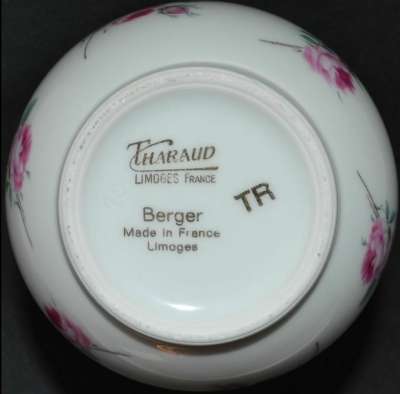 THARAUD
LIMOGES FRANCE
TR
Berger
Made in France
Limoges